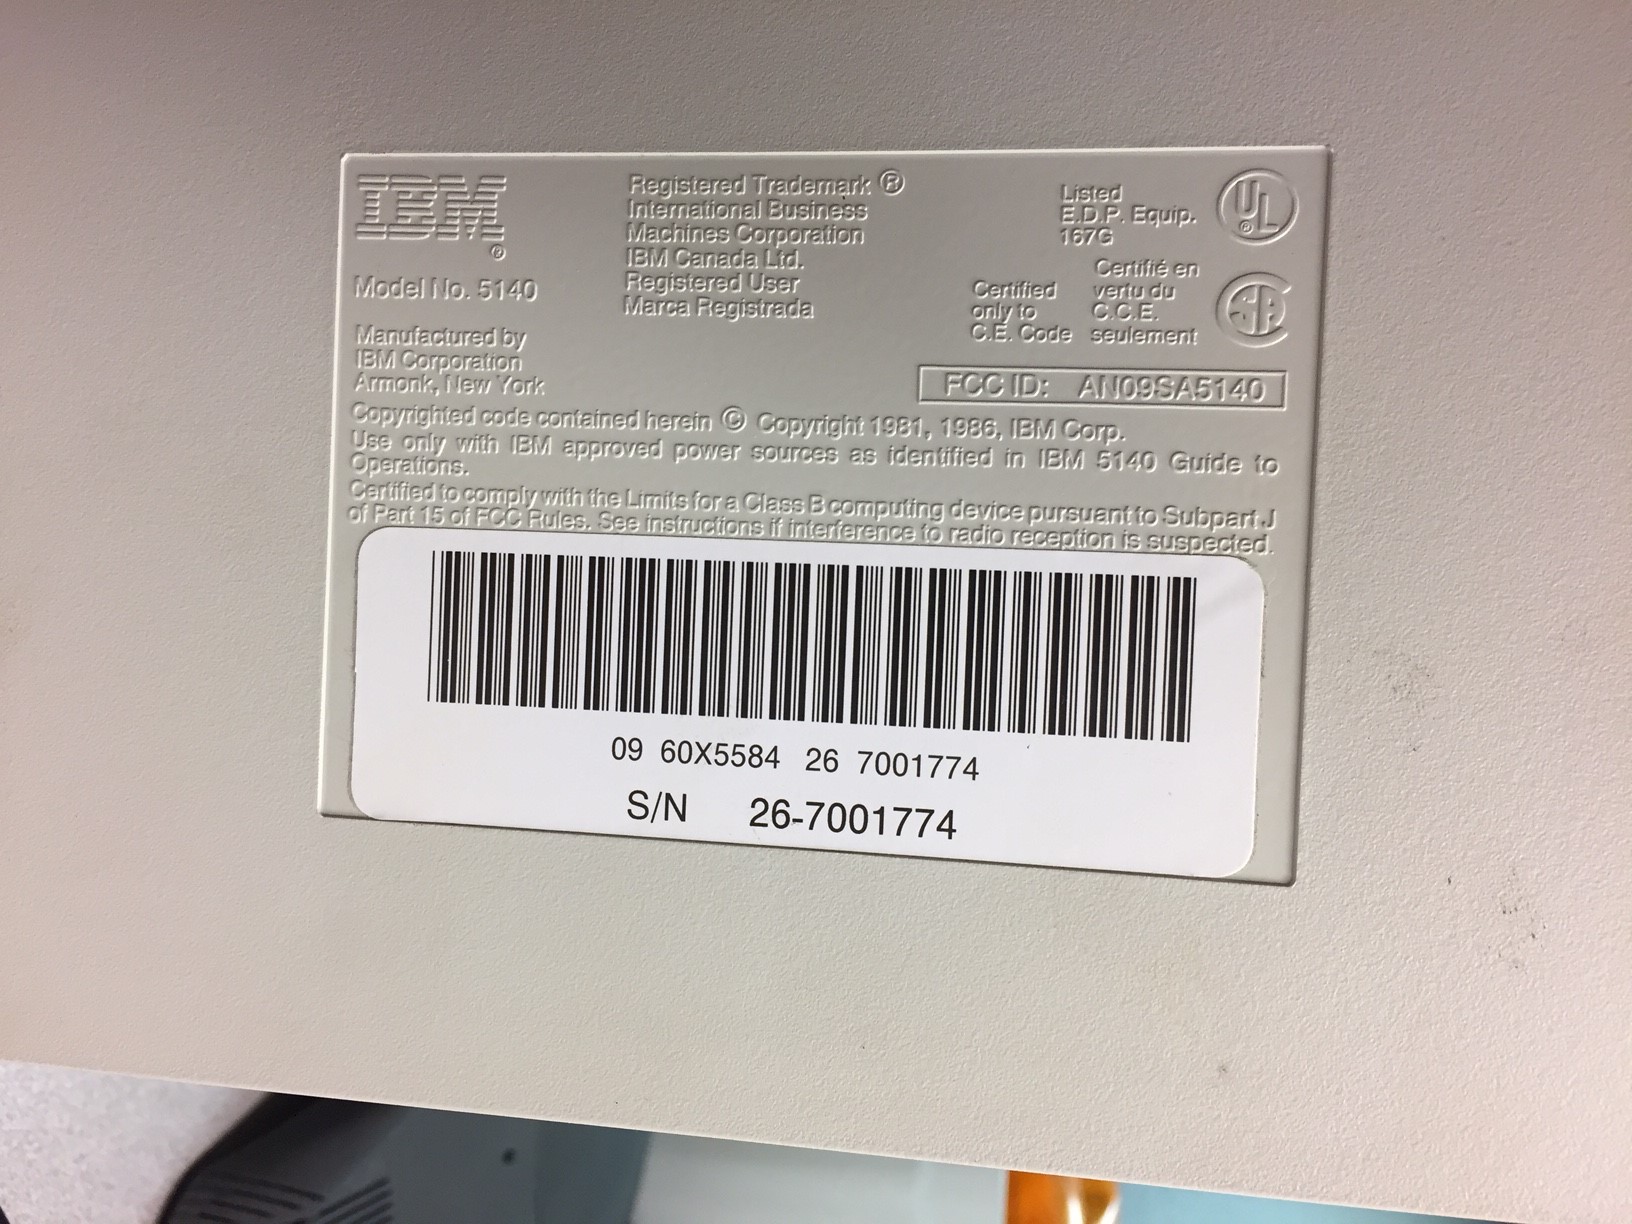 IBM®
Model No. 5140
Manufactured by
IBM Corporation
Armonk, New York
Registered Trademark ®
International Business
Machines Corporation
IBM Canada Ltd.
Registered User
Marca Registrada
Listed
E.D.P. Equip.
167G
UL®
Certified
only to
C.E. Code
Certifié en
vertu du
C.C.E.
seulement
SA
FCC ID: AN09SA5140
Copyrighted code contained herein © Copyright 1981, 1986, IBM Corp.
Use only with IBM approved power sources as identified in IBM 5140 Guide to
Operations.
Certified to comply with the Limits for a Class B computing device pursuant to Subpart J
of Part 15 of FCC Rules. See instructions if interference to radio reception is suspected.
09 60X5584 26 7001774
S/N 26-7001774